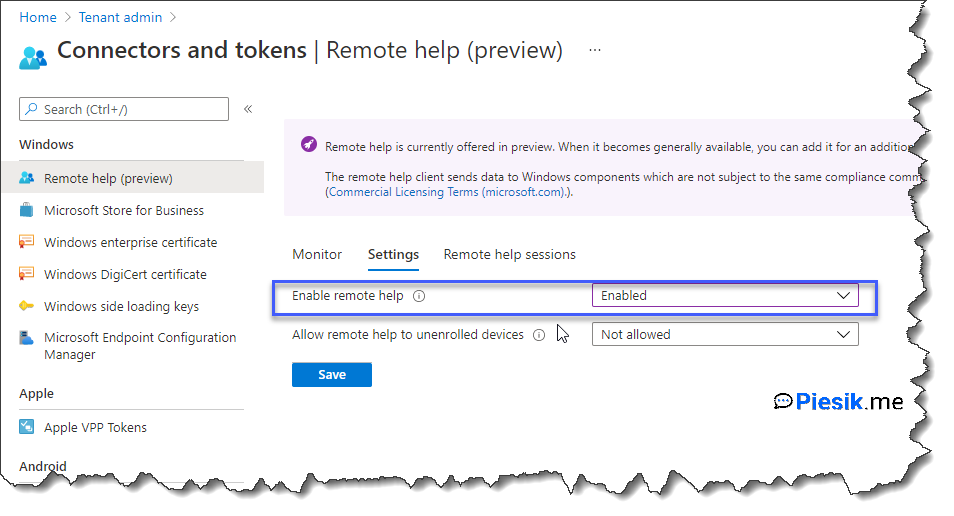 Home > Tenant admin >
Connectors and tokens | Remote help (preview) ...
Search (Ctrl+/) «
Windows
Remote help (preview)
Microsoft Store for Business
Windows enterprise certificate
Windows DigiCert certificate
Windows side loading keys
Microsoft Endpoint Configuration
Manager
Apple
Apple VPP Tokens
Android
Remote help is currently offered in preview. When it becomes generally available, you can add it for an addition
The remote help client sends data to Windows components which are not subject to the same compliance comm
(Commercial Licensing Terms (microsoft.com).).
Monitor Settings Remote help sessions
Enable remote help Enabled
Allow remote help to unenrolled devices Not allowed
Save
Piesik.me